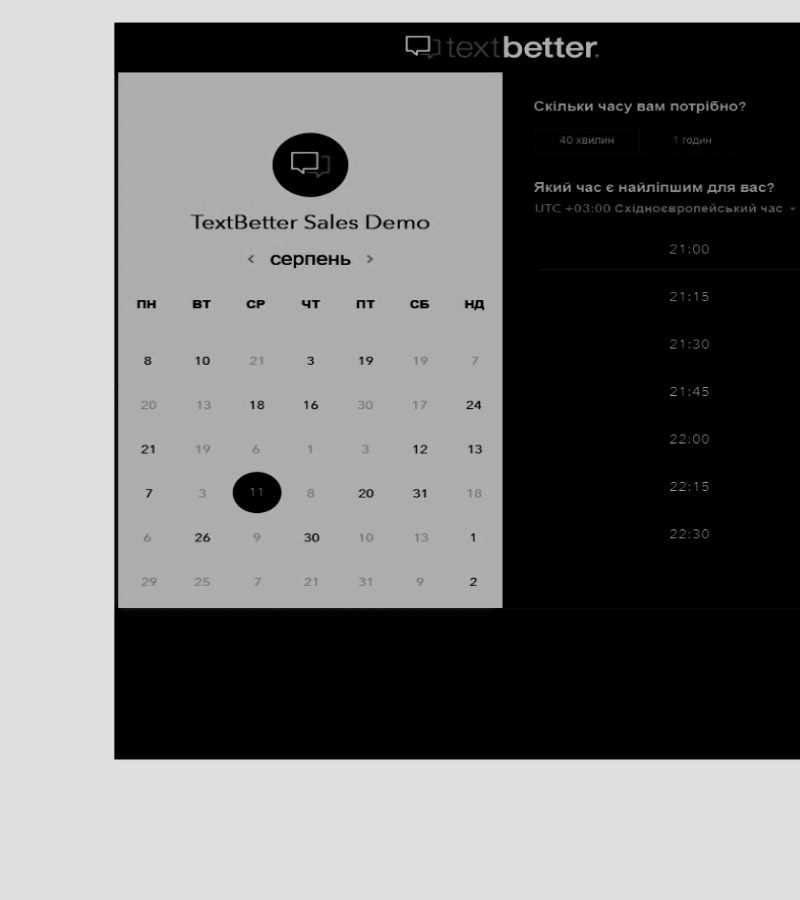 textbetter.
TextBetter Sales Demo
< серпень >
ПН ВТ СР ЧТ ПТ СБ НД
8 10 21 3 19 19 7
20 13 18 16 30 17 24
21 19 6 1 3 12 13
7 3 11 8 20 31 18
6 26 9 30 10 13 1
29 25 7 21 31 9 2
Скільки часу вам потрібно?
40 хвилин 1 годин
Який час є найліпшим для вас?
UTC +03:00 Східноєвропейський час
21:00
21:15
21:30
21:45
22:00
22:15
22:30